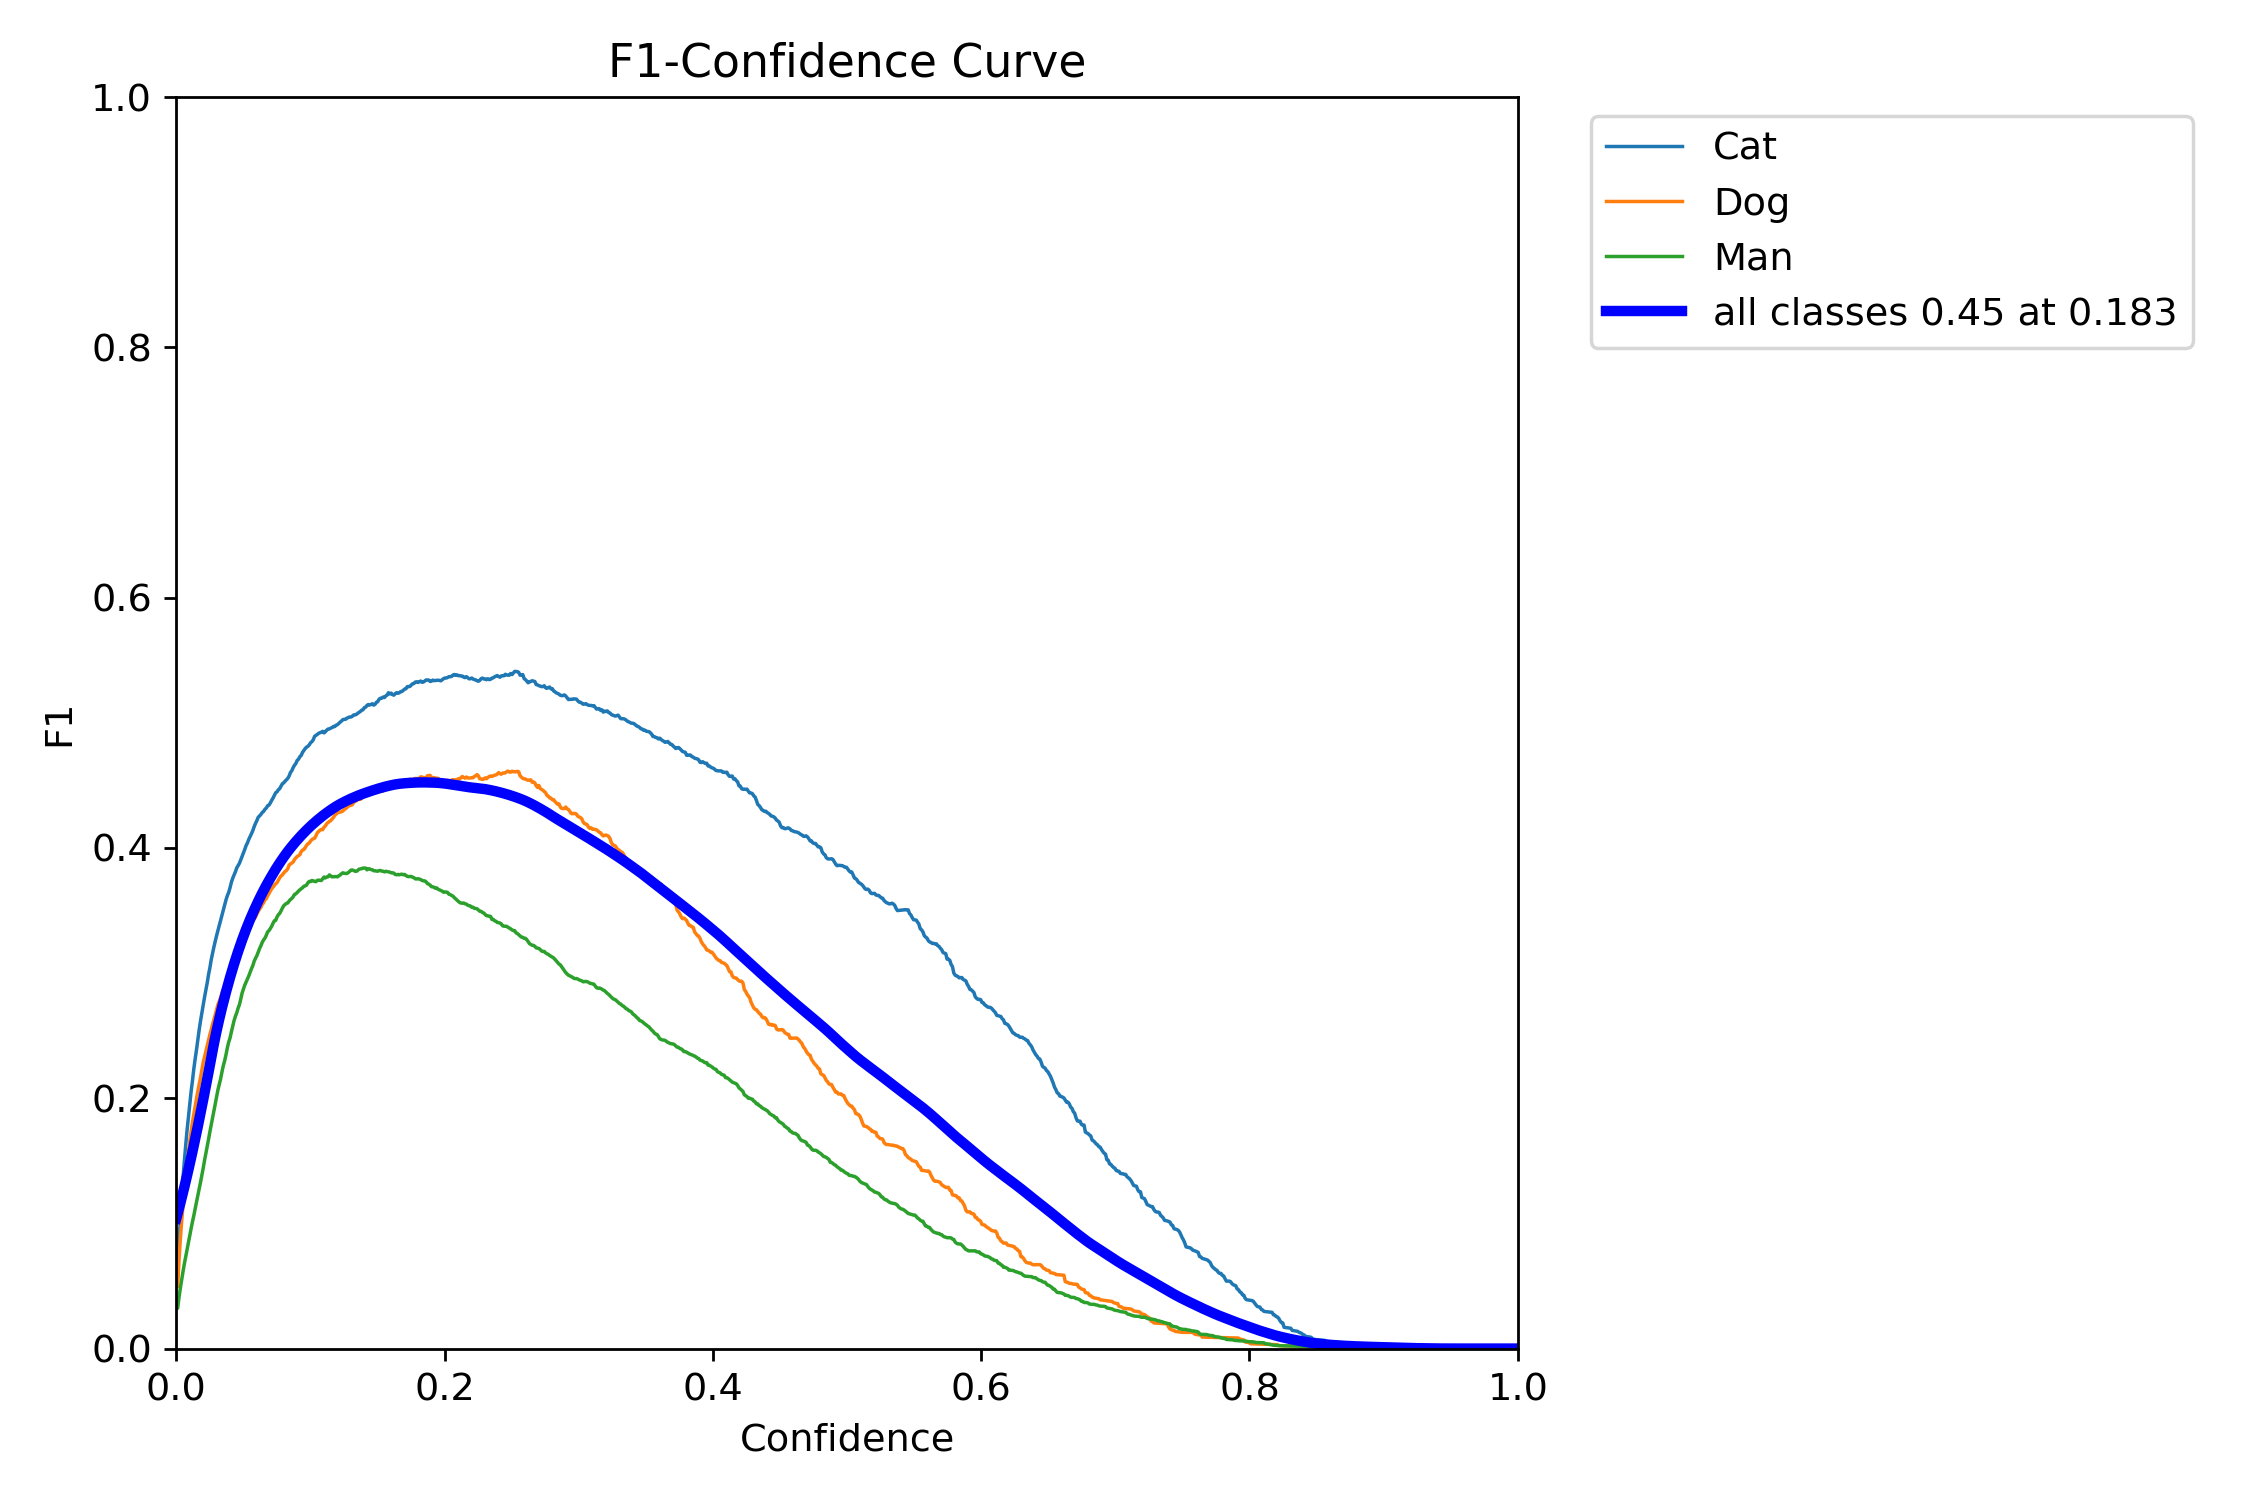 F1-Confidence Curve
1.0
0.8
0.6
0.4
0.2
0.0
F1
0.0 0.2 0.4 0.6 0.8 1.0
Confidence
Cat
Dog
Man
all classes 0.45 at 0.183